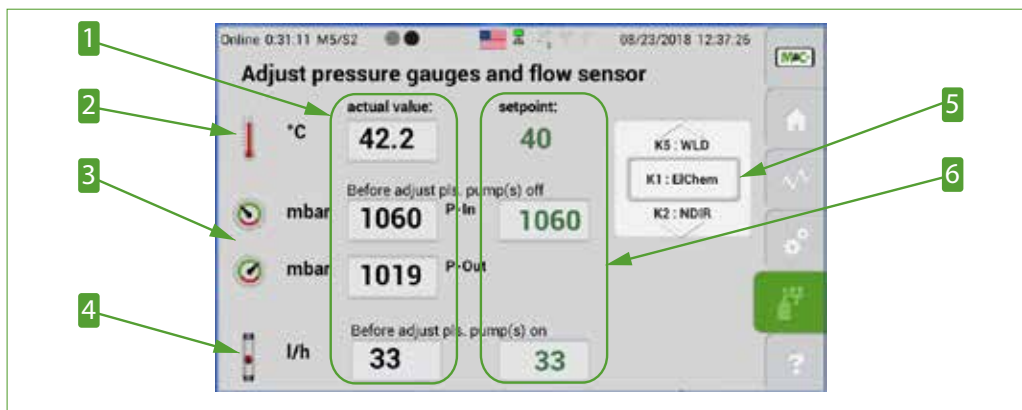 Online 0:31:11 M5/S2 08/23/2018 12:37:26
Adjust pressure gauges and flow sensor
actual value: setpoint:
°C 42.2 40
K5 : WLD
K1 : ElChem
K2 : NDIR
Before adjust pls. pump(s) off
mbar 1060 P-In 1060
mbar 1019 P-Out
Before adjust pls. pump(s) on
l/h 33 33
?
1
2
3
4
5
6